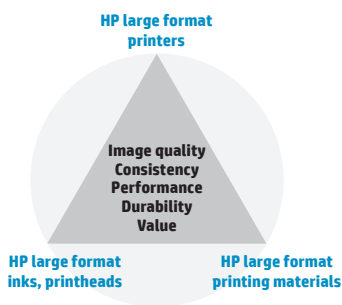 HP large format
printers
Image quality
Consistency
Performance
Durability
Value
HP large format
inks, printheads
HP large format
printing materials